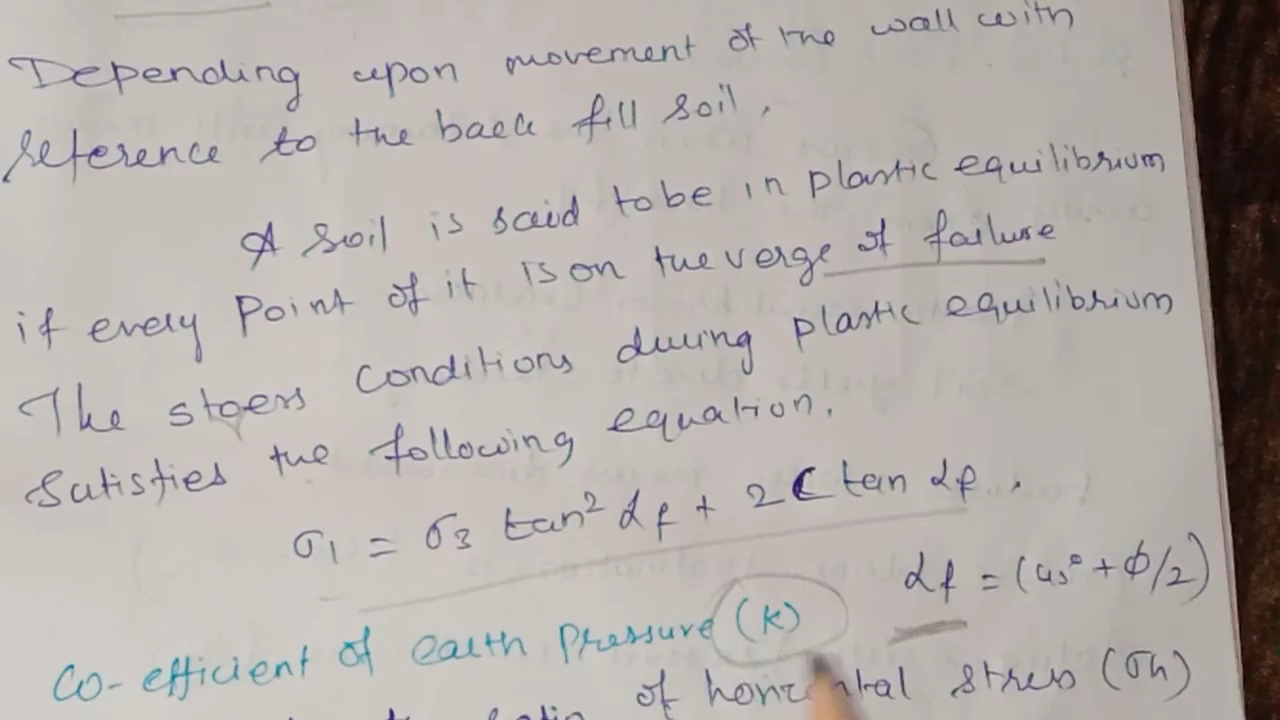 Depending upon movement of the wall with
reference to the back fill soil,
A soil is said to be in plastic equilibrium
if every point of it is on the verge of failure
The stress conditions during plastic equilibrium
satisfies the following equation.
σ1 = σ3 tan² αf + 2C tan αf,
αf = (45° + ϕ/2)
Co-efficient of earth pressure (K)
of horizontal stress (σh)